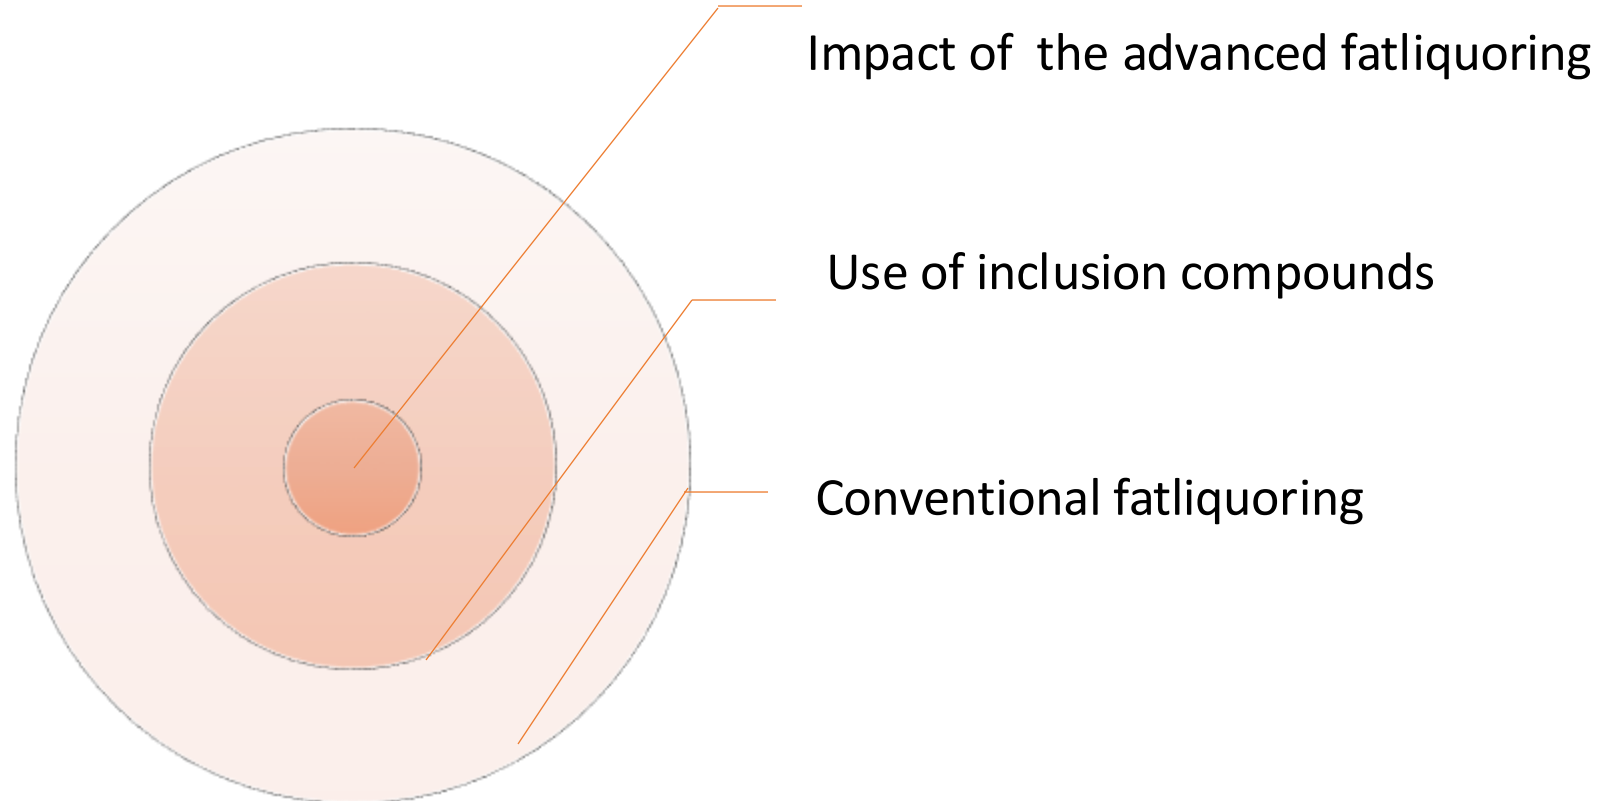 Impact of the advanced fatliquoring
Use of inclusion compounds
Conventional fatliquoring